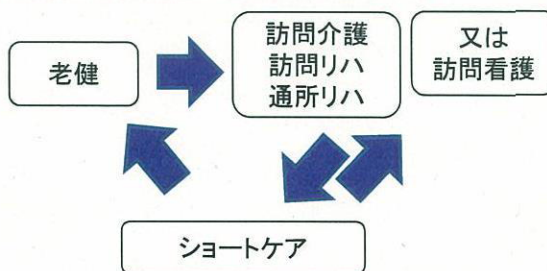 老健
訪問介護
訪問リハ
通所リハ
又は
訪問看護
ショートケア